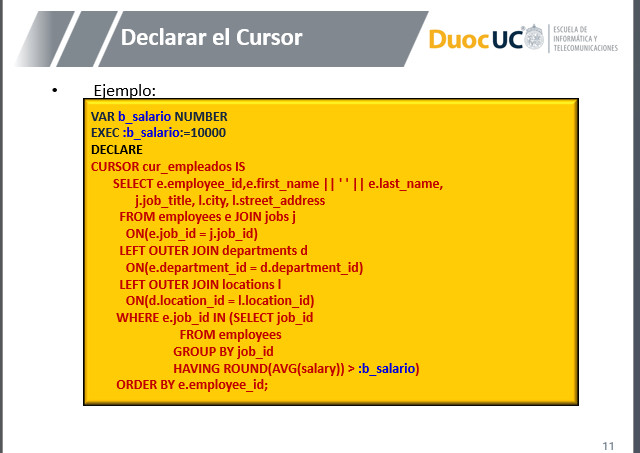 Declarar el Cursor
DuocUC
ESCUELA DE
INFORMÁTICA Y
TELECOMUNICACIONES
• Ejemplo:
VAR b_salario NUMBER
EXEC :b_salario:=10000
DECLARE
CURSOR cur_empleados IS
SELECT e.employee_id,e.first_name || ' ' || e.last_name,
j.job_title, l.city, l.street_address
FROM employees e JOIN jobs j
ON(e.job_id = j.job_id)
LEFT OUTER JOIN departments d
ON(e.department_id = d.department_id)
LEFT OUTER JOIN locations l
ON(d.location_id = l.location_id)
WHERE e.job_id IN (SELECT job_id
FROM employees
GROUP BY job_id
HAVING ROUND(AVG(salary)) > :b_salario)
ORDER BY e.employee_id;
11